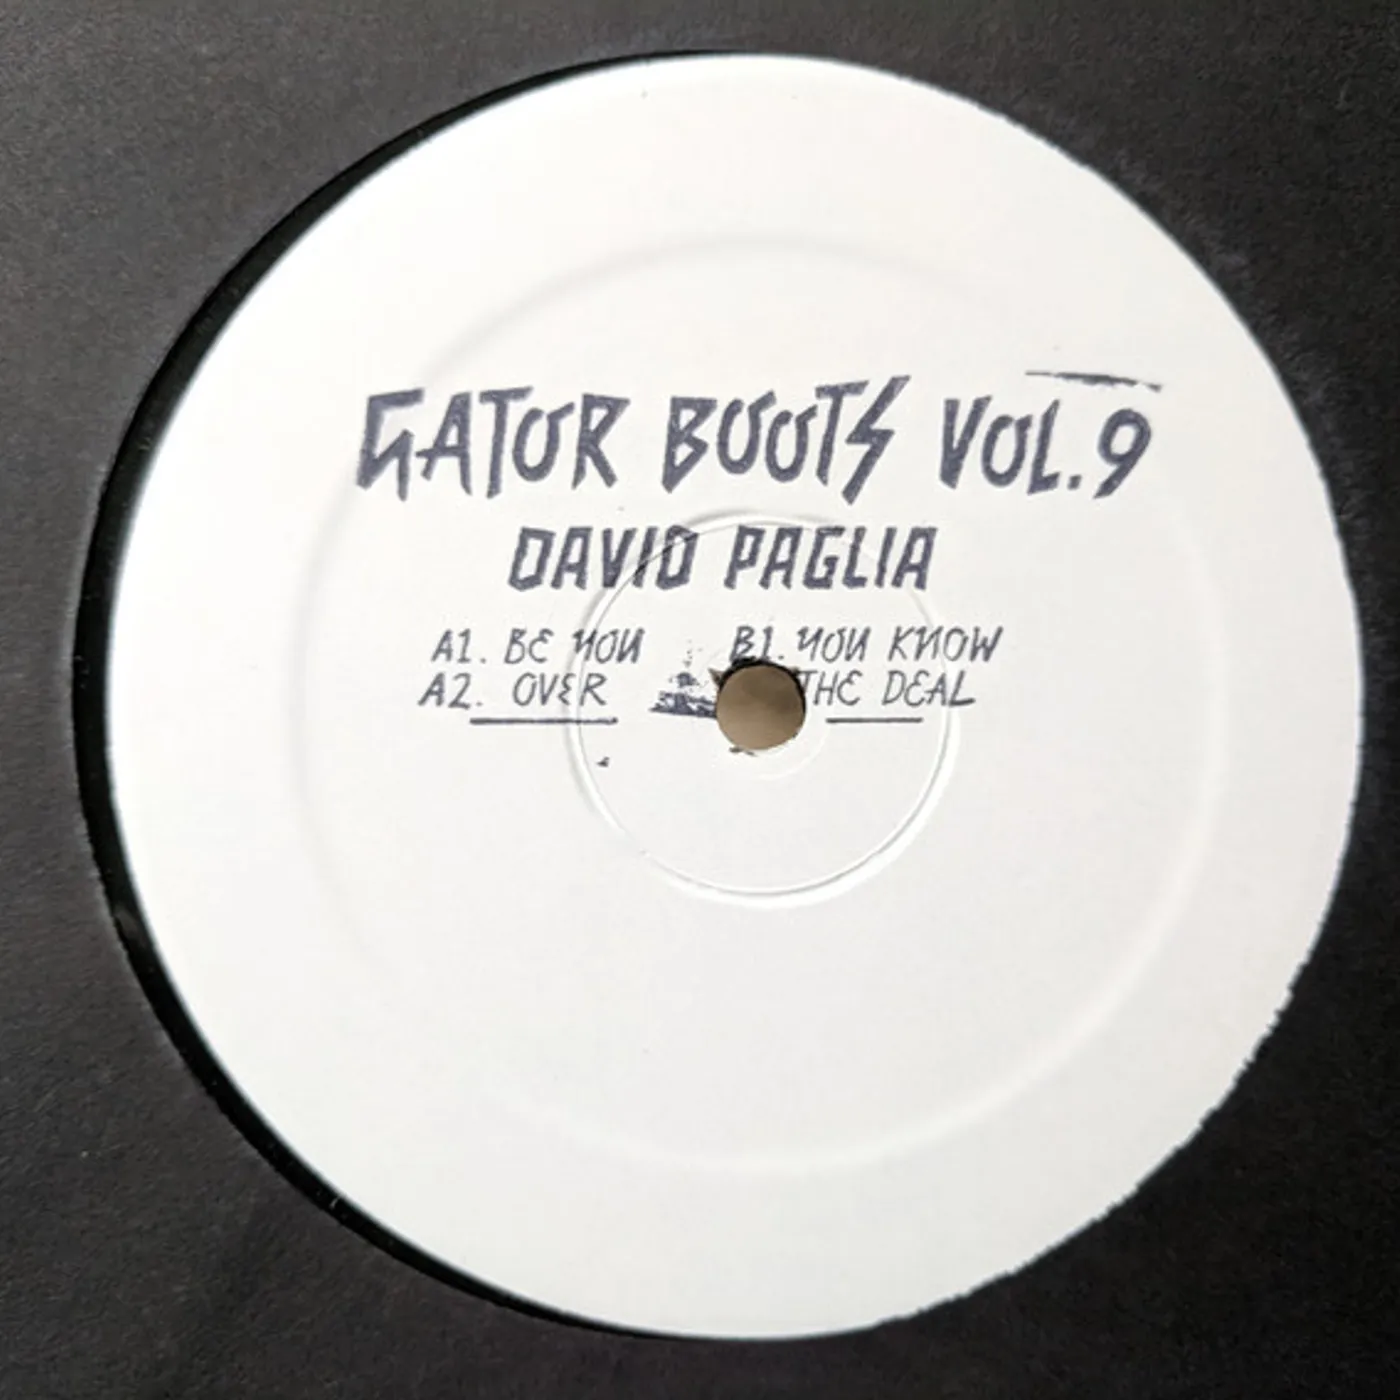 GATOR BOOTS VOL.9
DAVID PAGLIA
A1. BE YOU B1. YOU KNOW
A2. OVER THE DEAL